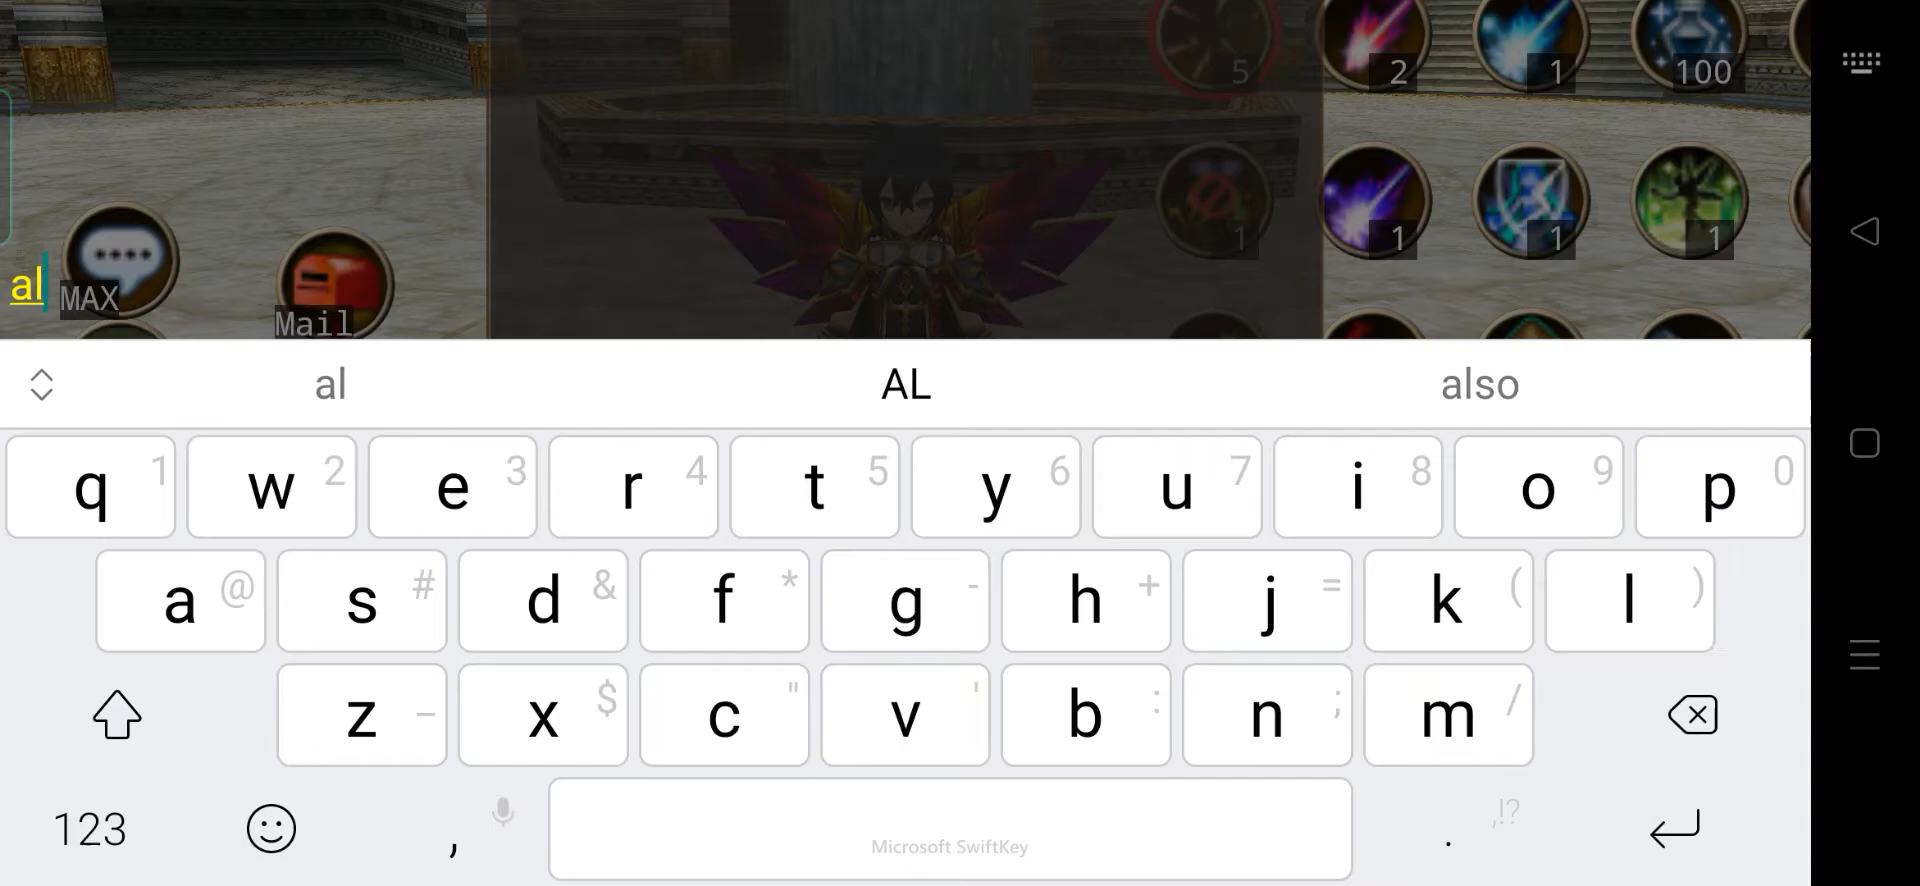 5 2 1 100
1 1 1 1
al MAX
Mail
al AL also
q 1 w 2 e 3 r 4 t 5 y 6 u 7 i 8 o 9 p 0
a @ s # d & f * g - h + j = k ( l )
z _ x $ c " v ' b : n ; m /
123 , Microsoft SwiftKey . ,!?